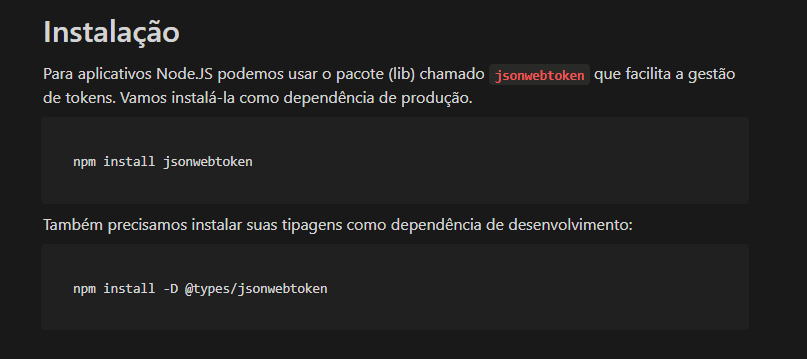 Instalação
Para aplicativos Node.JS podemos usar o pacote (lib) chamado jsonwebtoken que facilita a gestão
de tokens. Vamos instalá-la como dependência de produção.
npm install jsonwebtoken
Também precisamos instalar suas tipagens como dependência de desenvolvimento:
npm install -D @types/jsonwebtoken